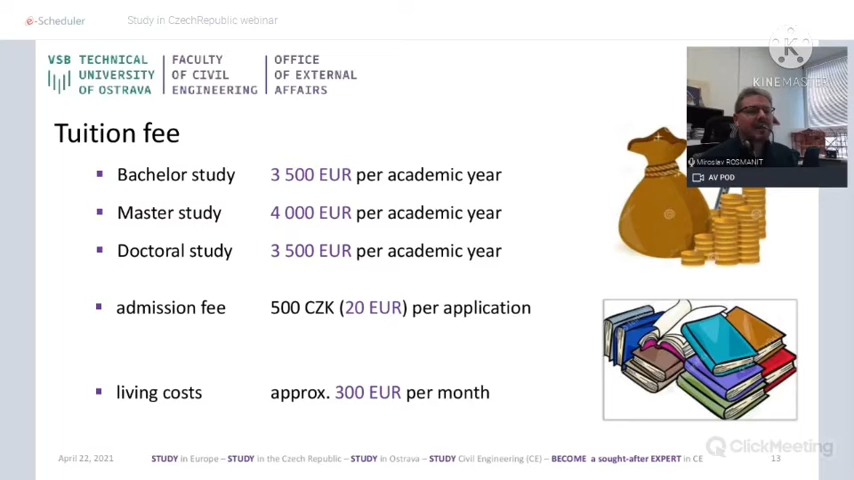 e-Scheduler
Study in CzechRepublic webinar
VSB TECHNICAL
UNIVERSITY
OF OSTRAVA
FACULTY
OF CIVIL
ENGINEERING
OFFICE
OF EXTERNAL
AFFAIRS
K
KINEMASTER
Miroslav ROSMANIT
AV POD
Tuition fee
▪ Bachelor study 3 500 EUR per academic year
▪ Master study 4 000 EUR per academic year
▪ Doctoral study 3 500 EUR per academic year
▪ admission fee 500 CZK (20 EUR) per application
▪ living costs approx. 300 EUR per month
ClickMeeting
April 22, 2021
STUDY in Europe – STUDY in the Czech Republic – STUDY in Ostrava – STUDY Civil Engineering (CE) – BECOME a sought-after EXPERT in CE
13